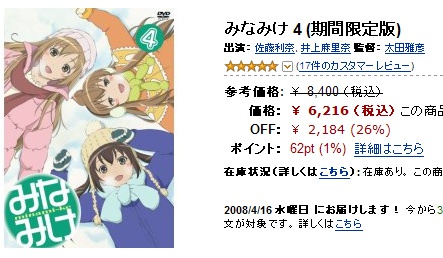 DVD
4
みなみけ
minami-ke
みなみけ 4 (期間限定版)
出演： 佐藤利奈, 井上麻里奈 監督： 太田雅彦
(17件のカスタマーレビュー)
参考価格： ￥ 8,400（税込）
価格： ￥ 6,216（税込） この商品
OFF： ￥ 2,184 (26%)
ポイント： 62pt (1%) 詳細はこちら
在庫状況（詳しくはこちら）： 在庫あり。この商
2008/4/16 水曜日 にお届けします！ 今から3
文が対象です。詳しくはこちら